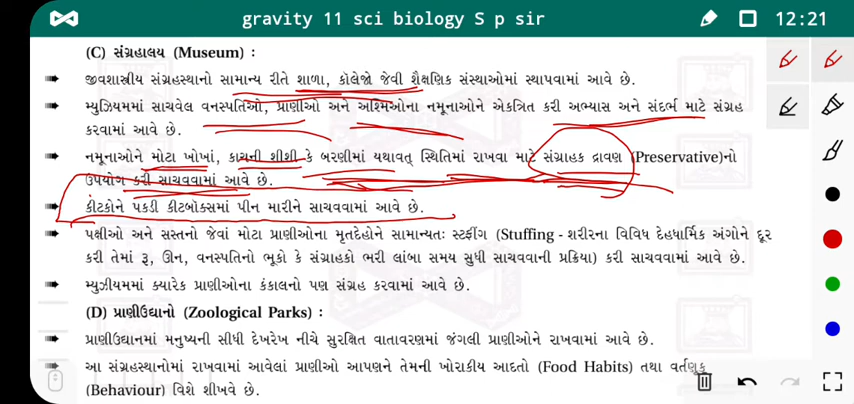 gravity 11 sci biology S p sir
12:21
(C) સંગ્રહાલય (Museum) :
જીવશાસ્ત્રીય સંગ્રહસ્થાનો સામાન્ય રીતે શાળા, કૉલેજો જેવી શૈક્ષણિક સંસ્થાઓમાં સ્થાપવામાં આવે છે.
મ્યુઝિયમમાં સાચવેલ વનસ્પતિઓ, પ્રાણીઓ અને અશ્મિઓના નમૂનાઓને એકત્રિત કરી અભ્યાસ અને સંદર્ભ માટે સંગ્રહ
કરવામાં આવે છે.
નમૂનાઓને મોટા ખોખાં, કાચની શીશી કે બરણીમાં યથાવત્ સ્થિતિમાં રાખવા માટે સંગ્રાહક દ્રાવણ (Preservative)નો
ઉપયોગ કરી સાચવવામાં આવે છે.
કીટકોને પકડી કીટબૉક્સમાં પીન મારીને સાચવવામાં આવે છે.
પક્ષીઓ અને સસ્તનો જેવાં મોટા પ્રાણીઓના મૃતદેહોને સામાન્યતઃ સ્ટફીંગ (Stuffing - શરીરના વિવિધ દેહધાર્મિક અંગોને દૂર
કરી તેમાં રૂ, ઊન, વનસ્પતિનો ભૂકો કે સંગ્રાહકો ભરી લાંબા સમય સુધી સાચવવાની પ્રક્રિયા) કરી સાચવવામાં આવે છે.
મ્યુઝીયમમાં ક્યારેક પ્રાણીઓના કંકાલનો પણ સંગ્રહ કરવામાં આવે છે.
(D) પ્રાણીઉદ્યાનો (Zoological Parks) :
પ્રાણીઉદ્યાનમાં મનુષ્યની સીધી દેખરેખ નીચે સુરક્ષિત વાતાવરણમાં જંગલી પ્રાણીઓને રાખવામાં આવે છે.
આ સંગ્રહસ્થાનોમાં રાખવામાં આવેલાં પ્રાણીઓ આપણને તેમની ખોરાકીય આદતો (Food Habits) તથા વર્તણૂક
(Behaviour) વિશે શીખવે છે.